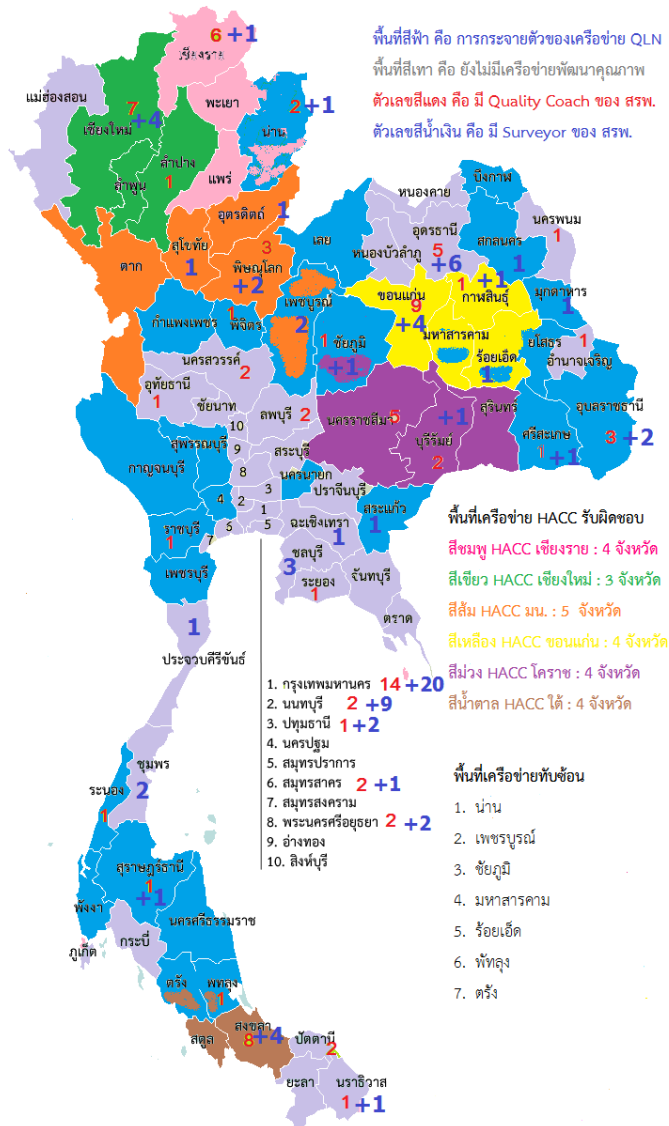 พื้นที่สีฟ้า คือ การกระจายตัวของเครือข่าย QLN
พื้นที่สีเทา คือ ยังไม่มีเครือข่ายพัฒนาคุณภาพ
ตัวเลขสีแดง คือ มี Quality Coach ของ สรพ.
ตัวเลขสีน้ำเงิน คือ มี Surveyor ของ สรพ.
6 +1
เชียงราย
แม่ฮ่องสอน
7
เชียงใหม่ +4
พะเยา
2 +1
น่าน
ลำปาง
1
ลำพูน
แพร่
อุตรดิตถ์ 1
สุโขทัย
1
3
พิษณุโลก
+2
ตาก
เลย
หนองคาย
บึงกาฬ
อุดรธานี
5
+6
หนองบัวลำภู
สกลนคร
1
นครพนม
1
มุกดาหาร
1
เพชรบูรณ์
2
ขอนแก่น
9
+4
+1
1
กาฬสินธุ์
มหาสารคาม
ร้อยเอ็ด
1
ยโสธร
1
อำนาจเจริญ
กำแพงเพชร
1
พิจิตร
1 ชัยภูมิ
+1
นครสวรรค์
2
อุทัยธานี
1
ชัยนาท
ลพบุรี 2
นครราชสีมา
5
+1
บุรีรัมย์
2
สุรินทร์
ศรีสะเกษ
1
+1
อุบลราชธานี
3 +2
10
สุพรรณบุรี
9
สระบุรี
กาญจนบุรี
8
นครนายก
ปราจีนบุรี
4
2
3
1
5
6
7
สระแก้ว
1
ฉะเชิงเทรา
1
ราชบุรี
1
ชลบุรี
3
ระยอง
1
จันทบุรี
ตราด
เพชรบุรี
1
ประจวบคีรีขันธ์
พื้นที่เครือข่าย HACC รับผิดชอบ
สีชมพู HACC เชียงราย : 4 จังหวัด
สีเขียว HACC เชียงใหม่ : 3 จังหวัด
สีส้ม HACC มน. : 5 จังหวัด
สีเหลือง HACC ขอนแก่น : 4 จังหวัด
สีม่วง HACC โคราช : 4 จังหวัด
สีน้ำตาล HACC ใต้ : 4 จังหวัด
1. กรุงเทพมหานคร 14 +20
2. นนทบุรี 2 +9
3. ปทุมธานี 1 +2
4. นครปฐม
5. สมุทรปราการ
6. สมุทรสาคร 2 +1
7. สมุทรสงคราม
8. พระนครศรีอยุธยา 2 +2
9. อ่างทอง
10. สิงห์บุรี
พื้นที่เครือข่ายทับซ้อน
1. น่าน
2. เพชรบูรณ์
3. ชัยภูมิ
4. มหาสารคาม
5. ร้อยเอ็ด
6. พัทลุง
7. ตรัง
ชุมพร
2
ระนอง
1
สุราษฎร์ธานี
1
+1
พังงา
นครศรีธรรมราช
กระบี่
ภูเก็ต
ตรัง
พัทลุง
1
สตูล
สงขลา
8 +4
ปัตตานี
2
ยะลา
นราธิวาส
1 +1